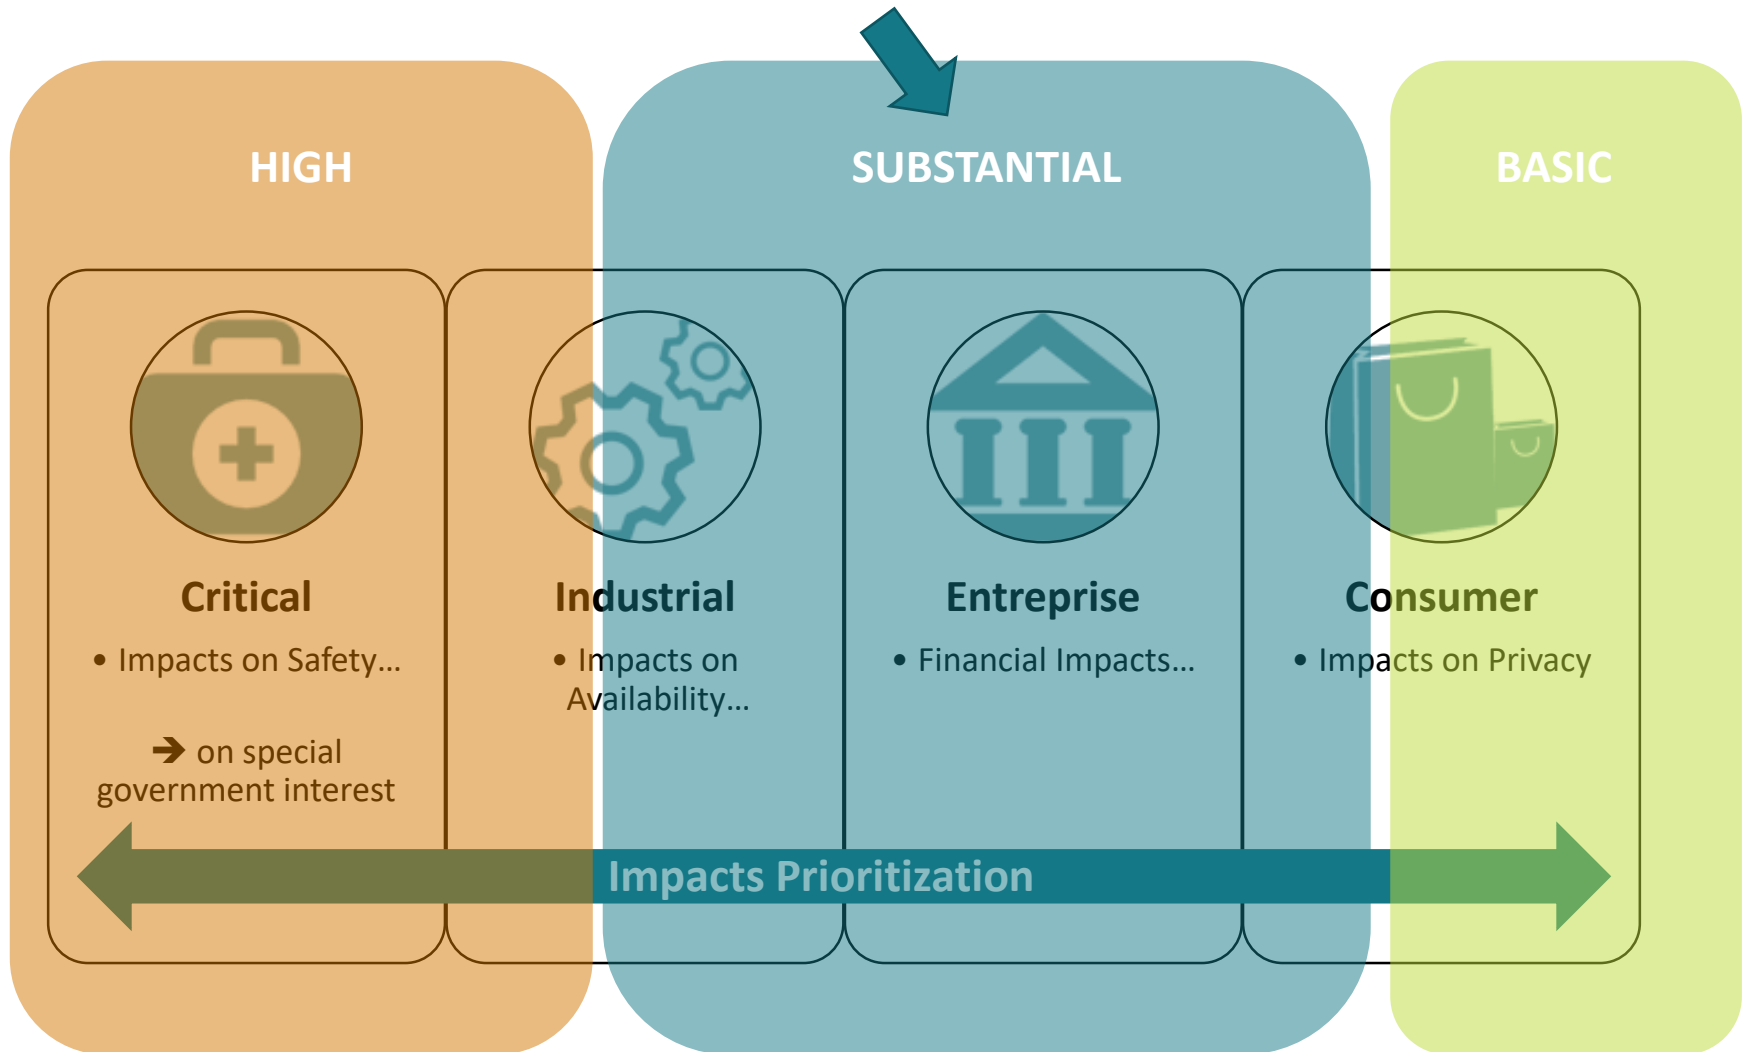 HIGH
SUBSTANTIAL
BASIC
Critical
• Impacts on Safety…
➔ on special
government interest
Industrial
• Impacts on
Availability…
Entreprise
• Financial Impacts…
Consumer
• Impacts on Privacy
Impacts Prioritization